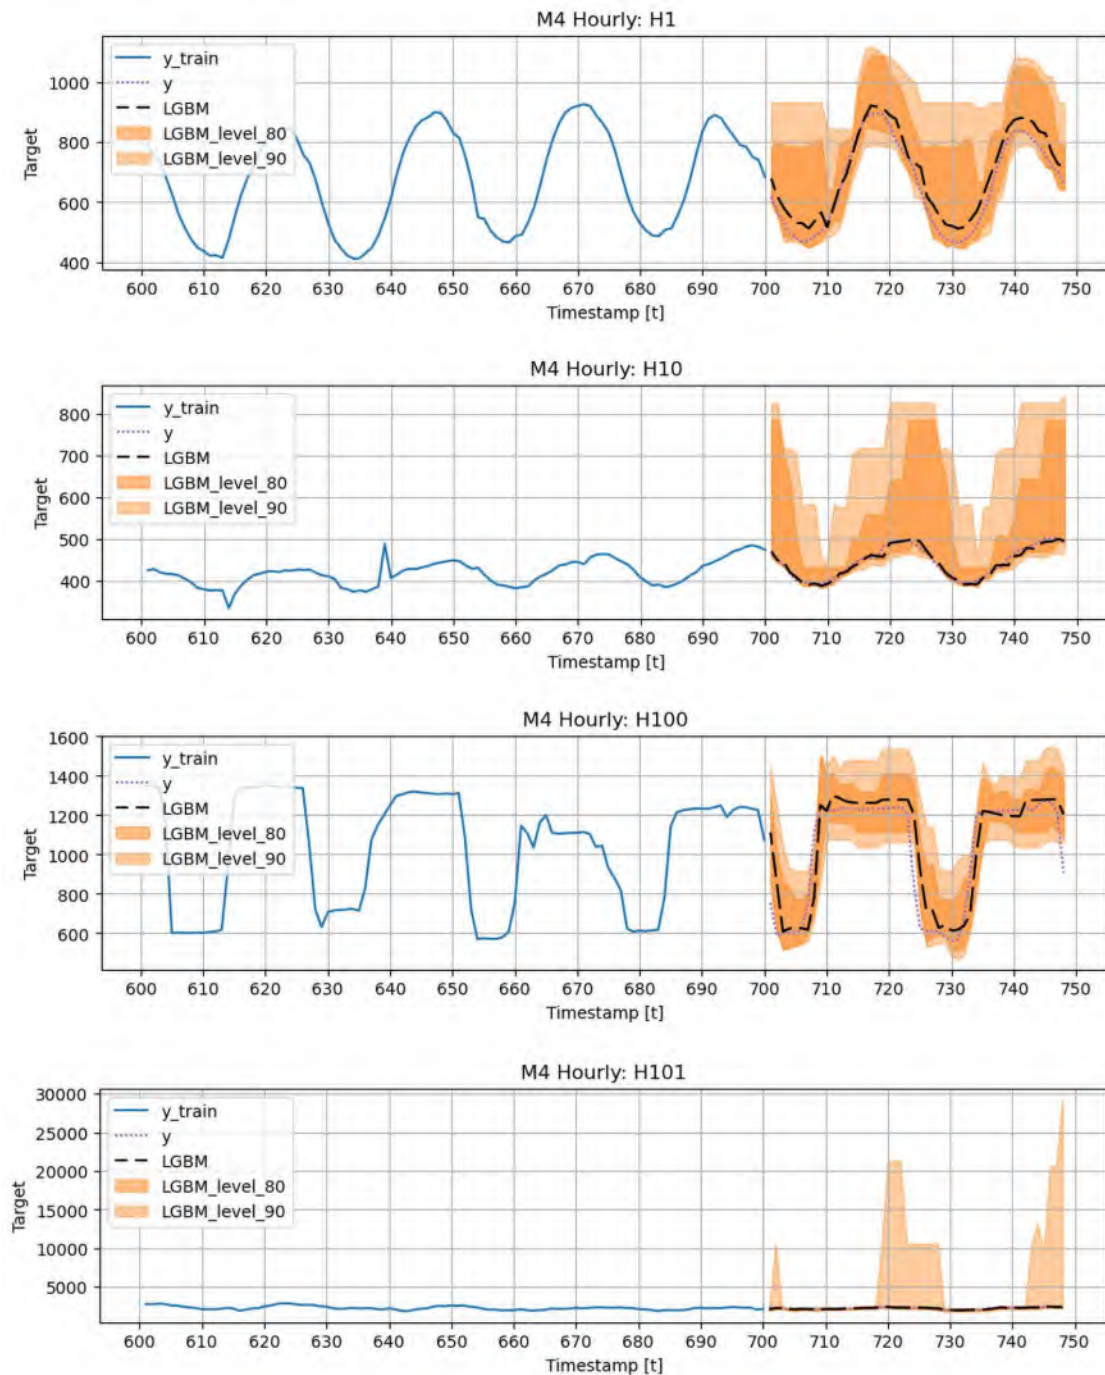 M4 Hourly: H1
y_train
y
LGBM
LGBM_level_80
LGBM_level_90
Target
1000
800
600
400
600 610 620 630 640 650 660 670 680 690 700 710 720 730 740 750
Timestamp [t]
M4 Hourly: H10
y_train
y
LGBM
LGBM_level_80
LGBM_level_90
Target
800
700
600
500
400
600 610 620 630 640 650 660 670 680 690 700 710 720 730 740 750
Timestamp [t]
M4 Hourly: H100
y_train
y
LGBM
LGBM_level_80
LGBM_level_90
Target
1600
1400
1200
1000
800
600
600 610 620 630 640 650 660 670 680 690 700 710 720 730 740 750
Timestamp [t]
M4 Hourly: H101
y_train
y
LGBM
LGBM_level_80
LGBM_level_90
Target
30000
25000
20000
15000
10000
5000
600 610 620 630 640 650 660 670 680 690 700 710 720 730 740 750
Timestamp [t]